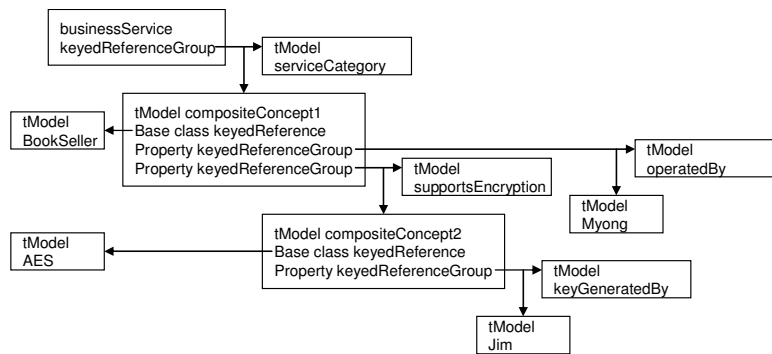 businessService
keyedReferenceGroup
tModel
serviceCategory
tModel compositeConcept1
Base class keyedReference
Property keyedReferenceGroup
Property keyedReferenceGroup
tModel
BookSeller
tModel
operatedBy
tModel
supportsEncryption
tModel
Myong
tModel compositeConcept2
Base class keyedReference
Property keyedReferenceGroup
tModel
AES
tModel
keyGeneratedBy
tModel
Jim